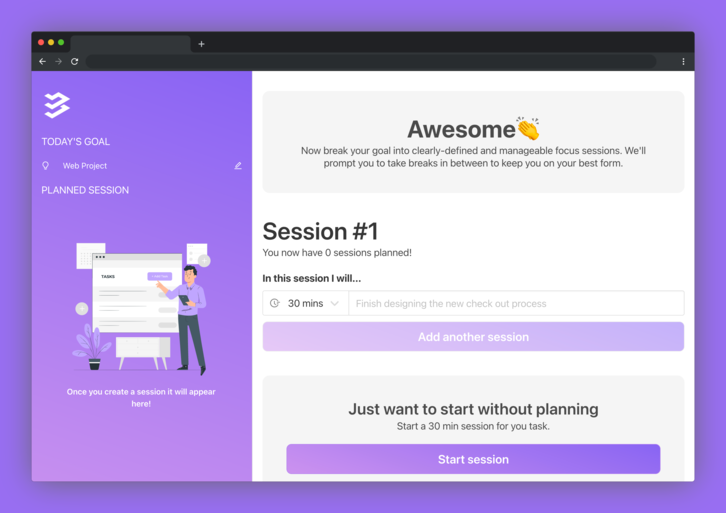 TODAY'S GOAL
Web Project
PLANNED SESSION
TASKS
Once you create a session it will appear
here!
Awesome👏
Now break your goal into clearly-defined and manageable focus sessions. We'll
prompt you to take breaks in between to keep you on your best form.
Session #1
You now have 0 sessions planned!
In this session I will...
30 mins
Finish designing the new check out process
Add another session
Just want to start without planning
Start a 30 min session for you task.
Start session